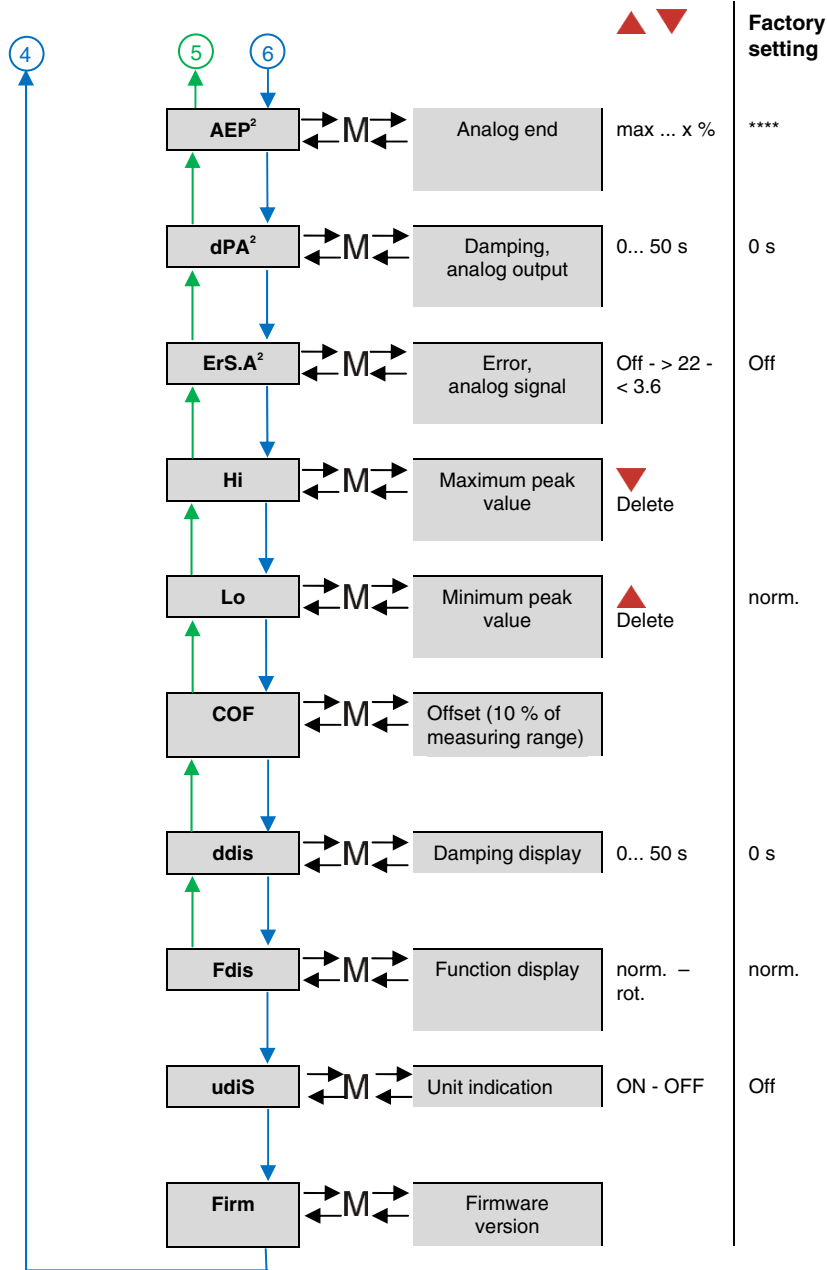 Factory
setting
4
5
6
AEP²
M
Analog end
max ... x %
****
dPA²
M
Damping,
analog output
0... 50 s
0 s
ErS.A²
M
Error,
analog signal
Off - > 22 -
< 3.6
Off
Hi
M
Maximum peak
value
Delete
Lo
M
Minimum peak
value
Delete
norm.
COF
M
Offset (10 % of
measuring range)
ddis
M
Damping display
0... 50 s
0 s
Fdis
M
Function display
norm. –
rot.
norm.
udiS
M
Unit indication
ON - OFF
Off
Firm
M
Firmware
version